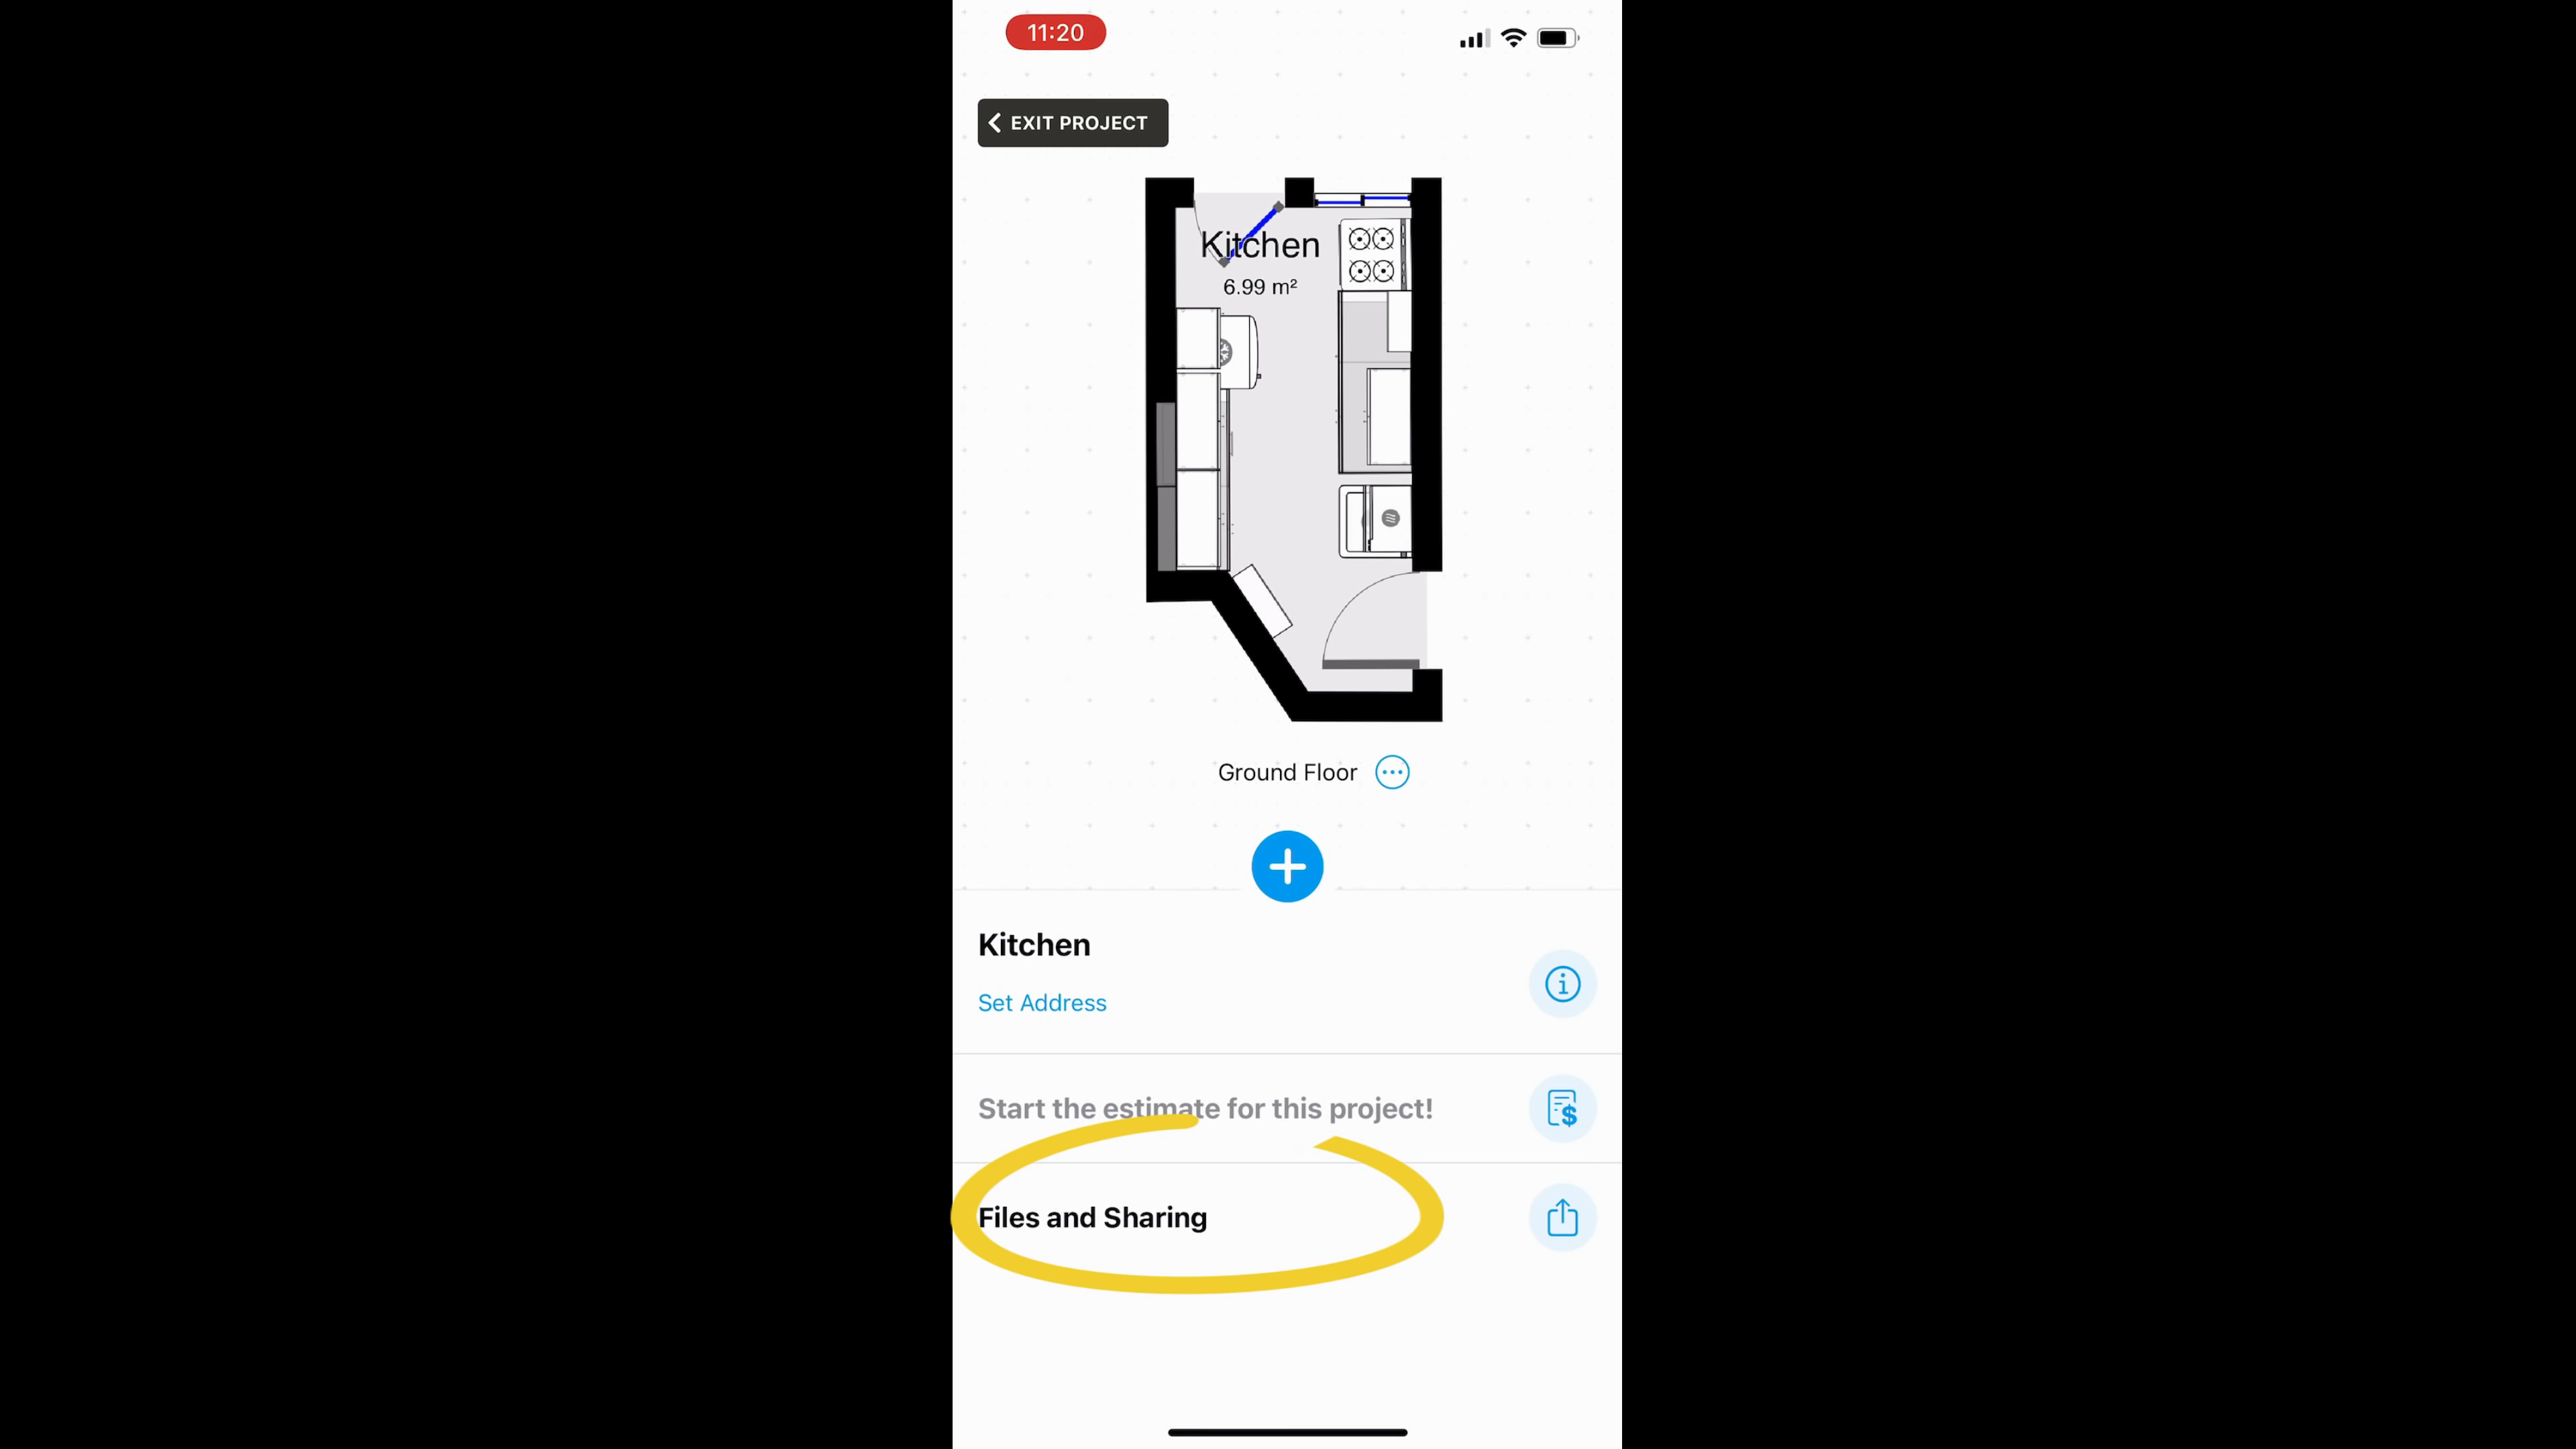 11:20
EXIT PROJECT
Kitchen
6.99 m²
Ground Floor
Kitchen
Set Address
Start the estimate for this project!
Files and Sharing